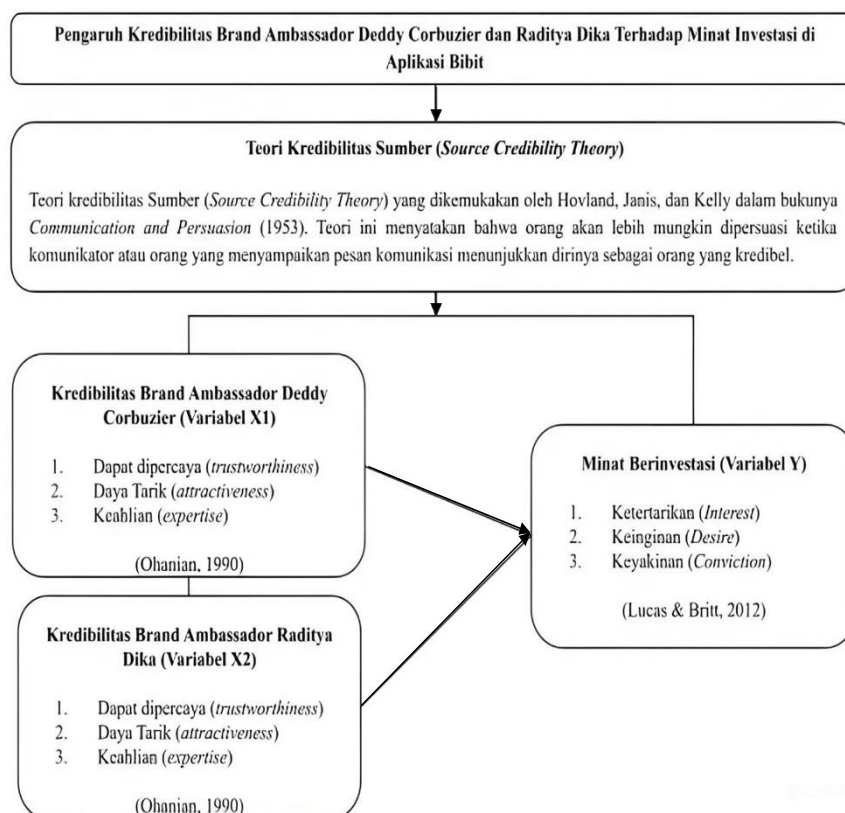 Pengaruh Kredibilitas Brand Ambassador Deddy Corbuzier dan Raditya Dika Terhadap Minat Investasi di
Aplikasi Bibit
Teori Kredibilitas Sumber (Source Credibility Theory)
Teori kredibilitas Sumber (Source Credibility Theory) yang dikemukakan oleh Hovland, Janis, dan Kelly dalam bukunya
Communication and Persuasion (1953). Teori ini menyatakan bahwa orang akan lebih mungkin dipersuasi ketika
komunikator atau orang yang menyampaikan pesan komunikasi menunjukkan dirinya sebagai orang yang kredibel.
Kredibilitas Brand Ambassador Deddy
Corbuzier (Variabel X1)
1. Dapat dipercaya (trustworthiness)
2. Daya Tarik (attractiveness)
3. Keahlian (expertise)
(Ohanian, 1990)
Kredibilitas Brand Ambassador Raditya
Dika (Variabel X2)
1. Dapat dipercaya (trustworthiness)
2. Daya Tarik (attractiveness)
3. Keahlian (expertise)
(Ohanian, 1990)
Minat Berinvestasi (Variabel Y)
1. Ketertarikan (Interest)
2. Keinginan (Desire)
3. Keyakinan (Conviction)
(Lucas & Britt, 2012)